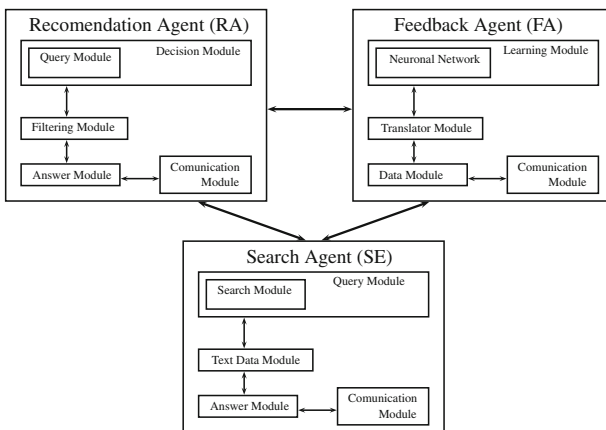 Recomendation Agent (RA)
Decision Module
Query Module
Filtering Module
Answer Module
Comunication
Module
Feedback Agent (FA)
Learning Module
Neuronal Network
Translator Module
Data Module
Comunication
Module
Search Agent (SE)
Query Module
Search Module
Text Data Module
Answer Module
Comunication
Module